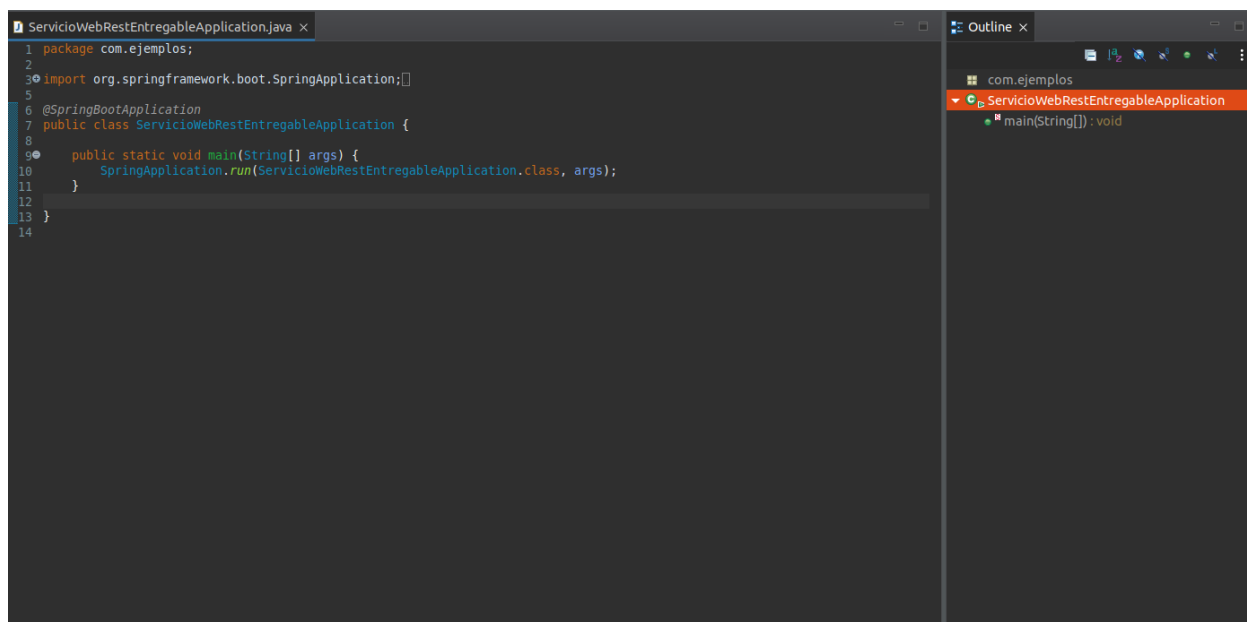 ServicioWebRestEntregableApplication.java
1 package com.ejemplos;
2
3 import org.springframework.boot.SpringApplication;
5
6 @SpringBootApplication
7 public class ServicioWebRestEntregableApplication {
8
9     public static void main(String[] args) {
10         SpringApplication.run(ServicioWebRestEntregableApplication.class, args);
11     }
12
13 }
14
Outline
com.ejemplos
ServicioWebRestEntregableApplication
main(String[]) : void